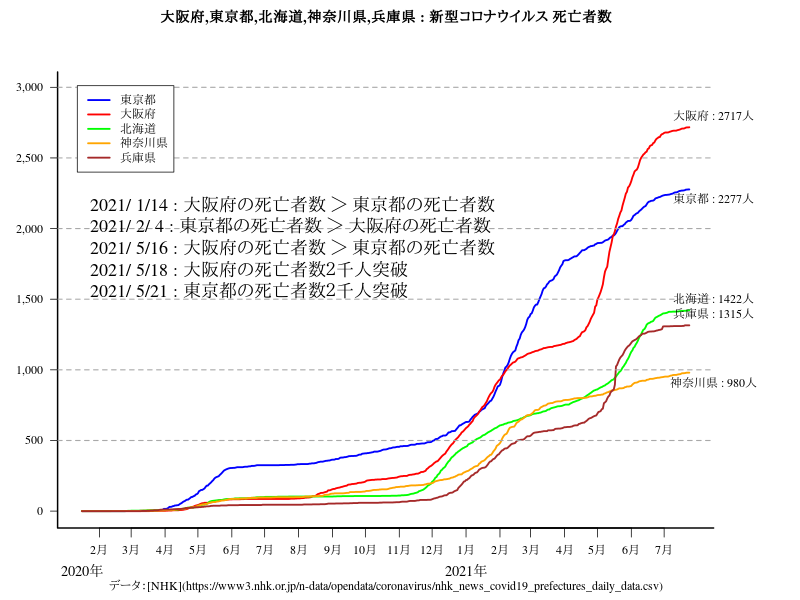 大阪府,東京都,北海道,神奈川県,兵庫県 : 新型コロナウイルス 死亡者数
3,000
2,500
2,000
1,500
1,000
500
0
東京都
大阪府
北海道
神奈川県
兵庫県
2021/ 1/14 : 大阪府の死亡者数 > 東京都の死亡者数
2021/ 2/ 4 : 東京都の死亡者数 > 大阪府の死亡者数
2021/ 5/16 : 大阪府の死亡者数 > 東京都の死亡者数
2021/ 5/18 : 大阪府の死亡者数2千人突破
2021/ 5/21 : 東京都の死亡者数2千人突破
大阪府 : 2717人
東京都 : 2277人
北海道 : 1422人
兵庫県 : 1315人
神奈川県 : 980人
2月 3月 4月 5月 6月 7月 8月 9月 10月 11月 12月 1月 2月 3月 4月 5月 6月 7月
2020年 2021年
データ:[NHK](https://www3.nhk.or.jp/n-data/opendata/coronavirus/nhk_news_covid19_prefectures_daily_data.csv)